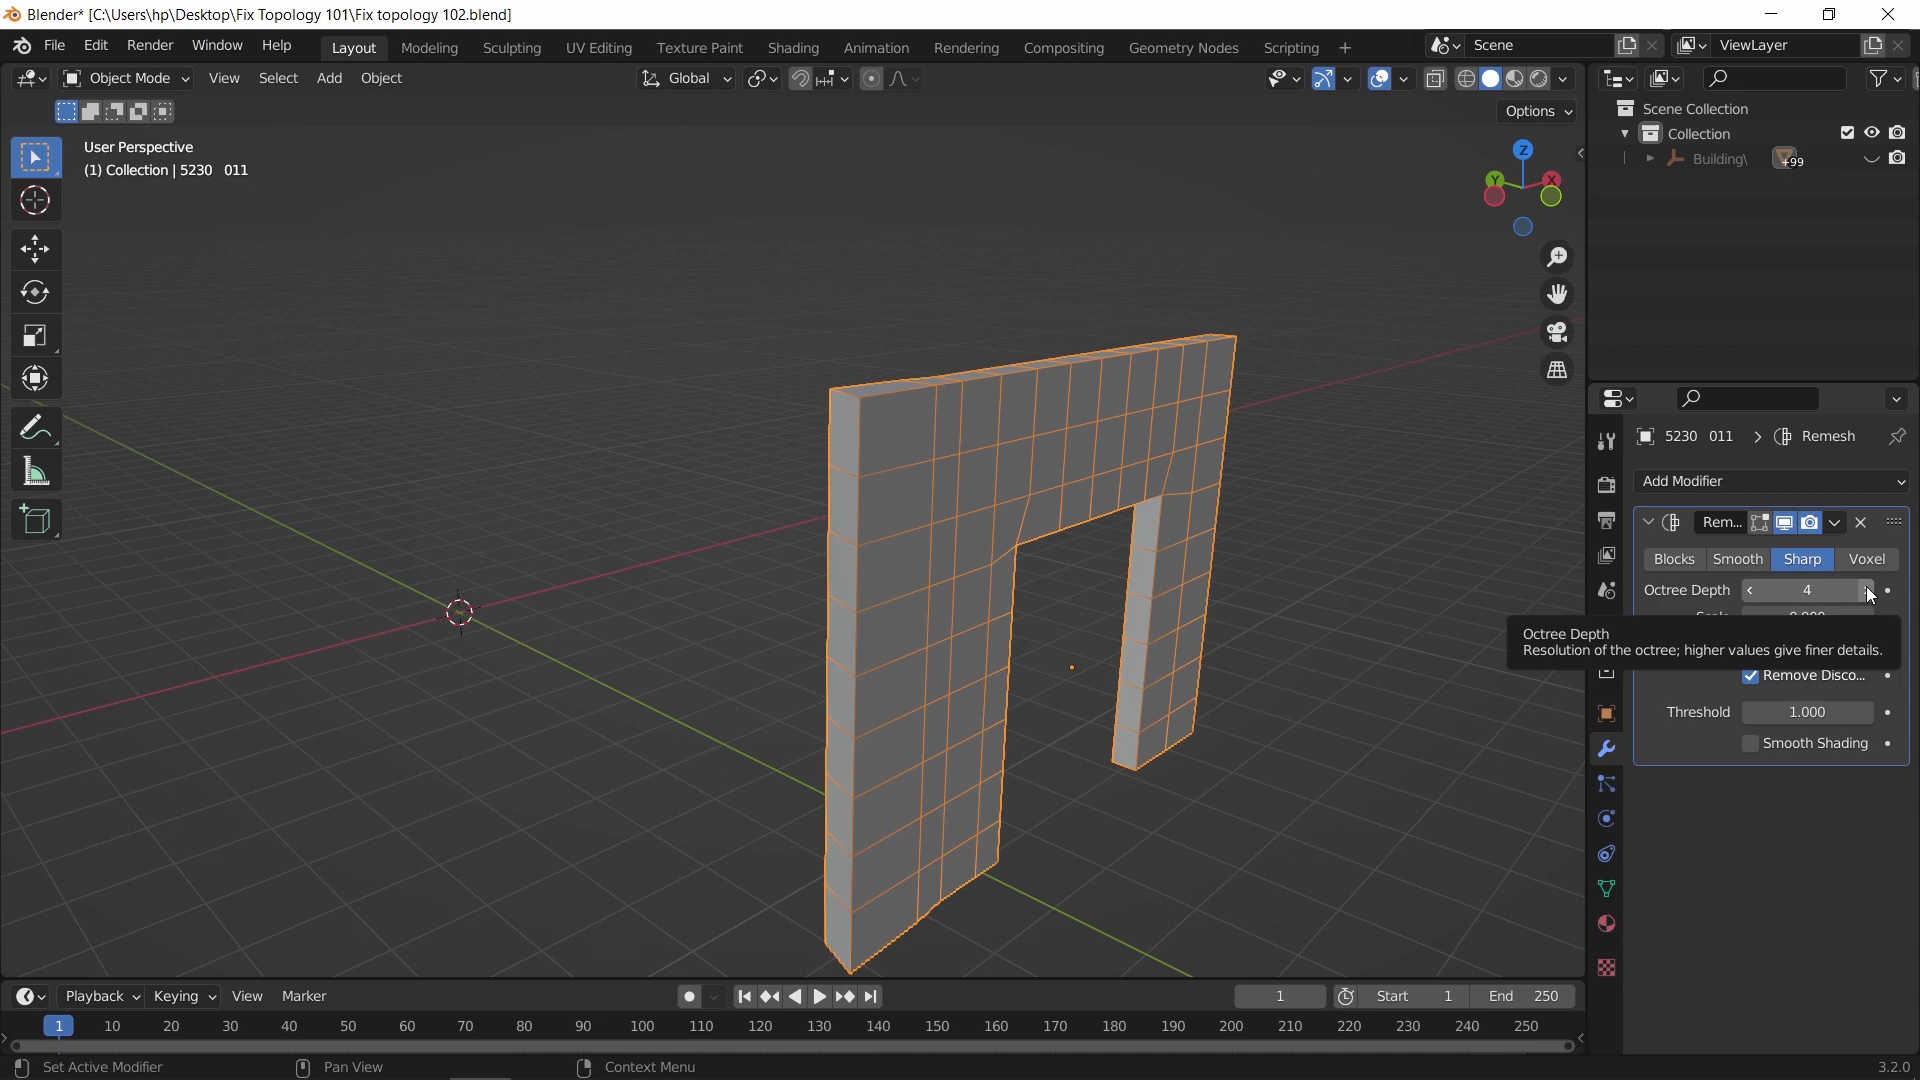 Blender* [C:\Users\hp\Desktop\Fix Topology 101\Fix topology 102.blend]
File Edit Render Window Help Layout Modeling Sculpting UV Editing Texture Paint Shading Animation Rendering Compositing Geometry Nodes Scripting + Scene ViewLayer
Object Mode View Select Add Object Global
Options
User Perspective
(1) Collection | 5230 011
Z
Y X
Scene Collection
Collection
Building\ +99
5230 011 > Remesh
Add Modifier
Rem...
Blocks Smooth Sharp Voxel
Octree Depth 4
Octree Depth
Resolution of the octree; higher values give finer details.
Remove Disco...
Threshold 1.000
Smooth Shading
Playback Keying View Marker 1 Start 1 End 250
1 10 20 30 40 50 60 70 80 90 100 110 120 130 140 150 160 170 180 190 200 210 220 230 240 250
Set Active Modifier Pan View Context Menu 3.2.0